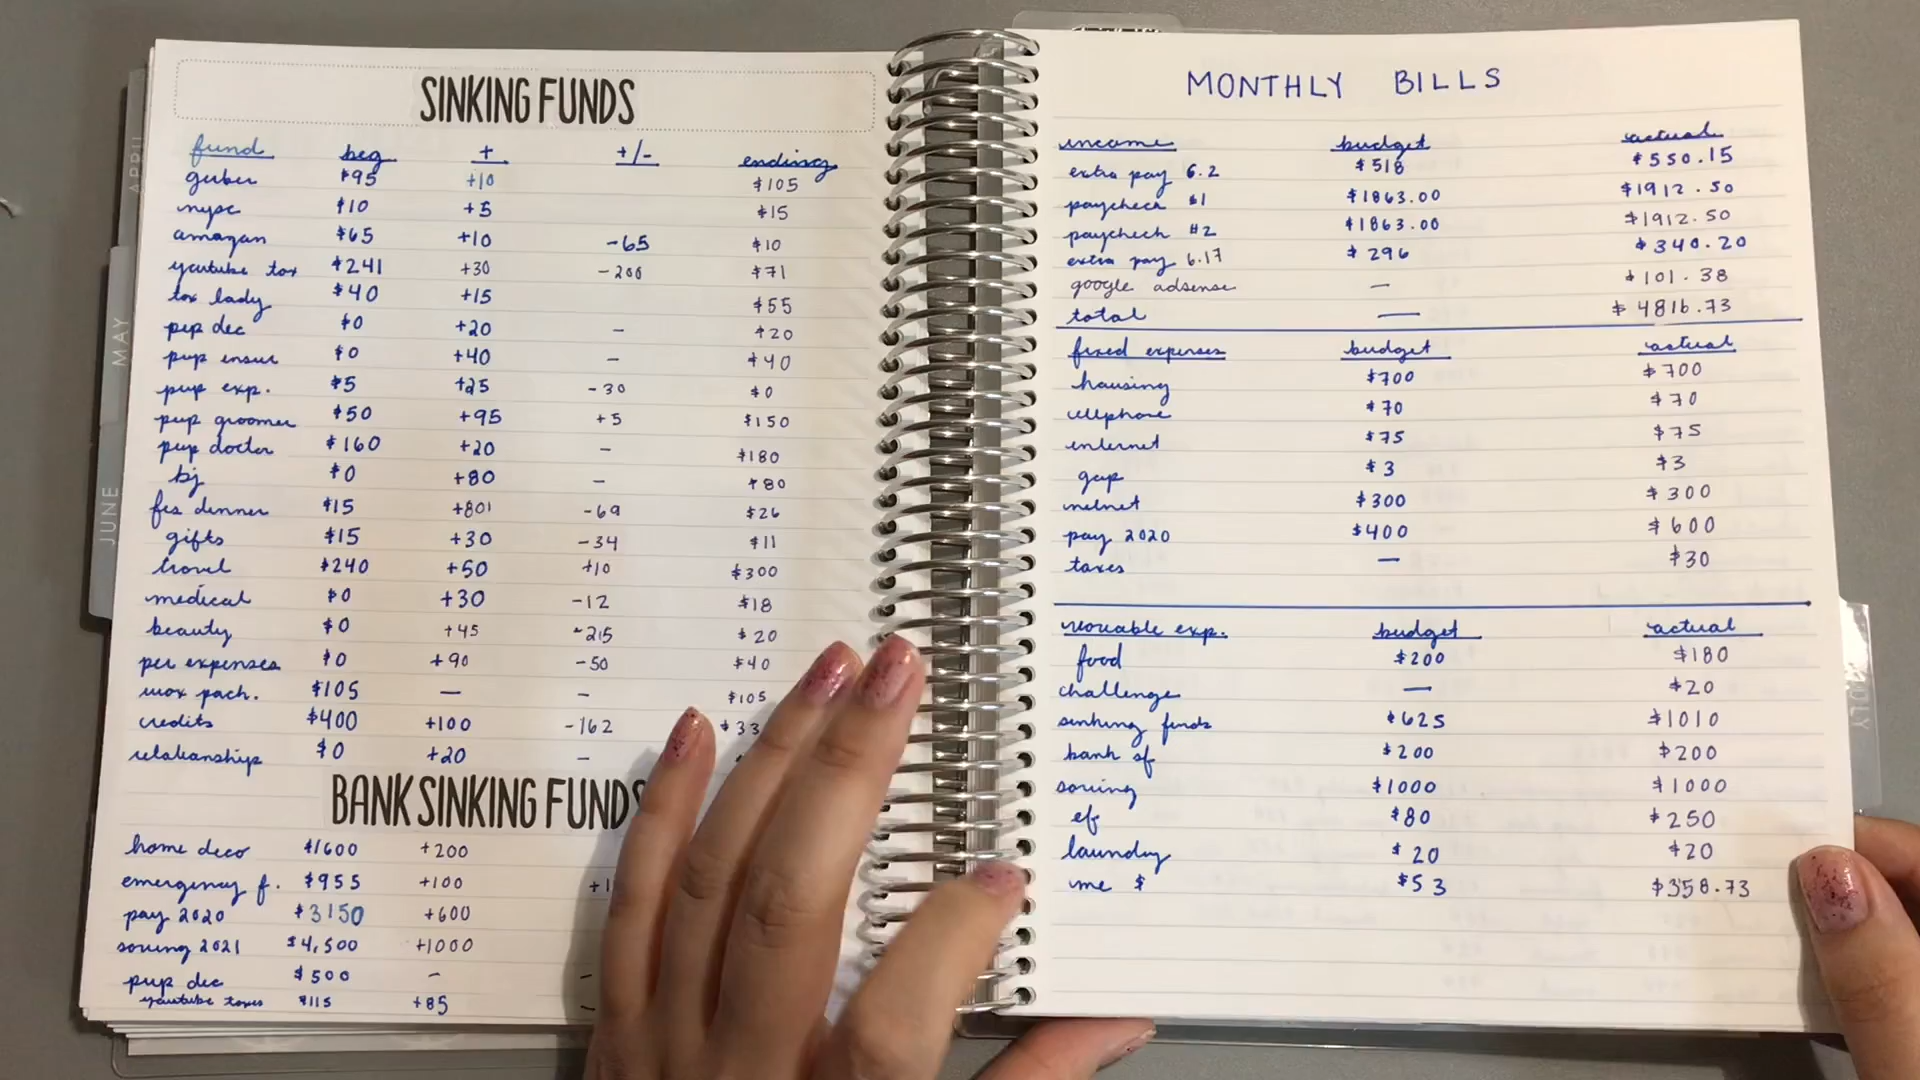 SINKING FUNDS
fund beg + +/- ending
gerber $95 +10 $105
nysc $10 +5 $15
amazon $65 +10 -65 $10
youtube tax $241 +30 -200 $71
tax lady $40 +15 $55
pup dec $0 +20 - $20
pup insur $0 +40 - $40
pup exp. $5 +25 -30 $0
pup groomer $50 +95 +5 $150
pup doctor $160 +20 - $180
bj $0 +80 - $80
fri dinner $15 -69 $26
gifts $15 +30 -34 $11
travel $240 +50 +10 $300
medical $0 +30 -12 $18
beauty $0 +45 $20
per expenses $0 +90 -50 $40
wax pack. $105 — - $105
credits $400 +100 -162
relationship $0 +20 -
BANK SINKING FUNDS
home deco $1600 +200
emergency f. $955 +100
pay 2020 $3150 +600
saving 2021 $4,500 +1000
pup dec $500 -
youtube taxes $115 +85
MONTHLY BILLS
income budget actual
extra pay 6.2 $518 $550.15
paycheck #1 $1863.00 $1912.50
paycheck #2 $1863.00 $1912.50
extra pay 6.17 $296 $340.20
google adsense — $101.38
total — $4816.73
fixed expenses budget actual
housing $700 $700
cellphone $70 $70
internet $75 $75
gap $3 $3
nelnet $300 $300
pay 2020 $400 $600
taxes — $30
exp. budget actual
food $200 $180
challenge — $20
sinking funds $625 $1010
bank sf $200 $200
saving $1000 $1000
ef $80 $250
laundry $20 $20
me $ $53 $358.73
APRIL
MAY
JUNE